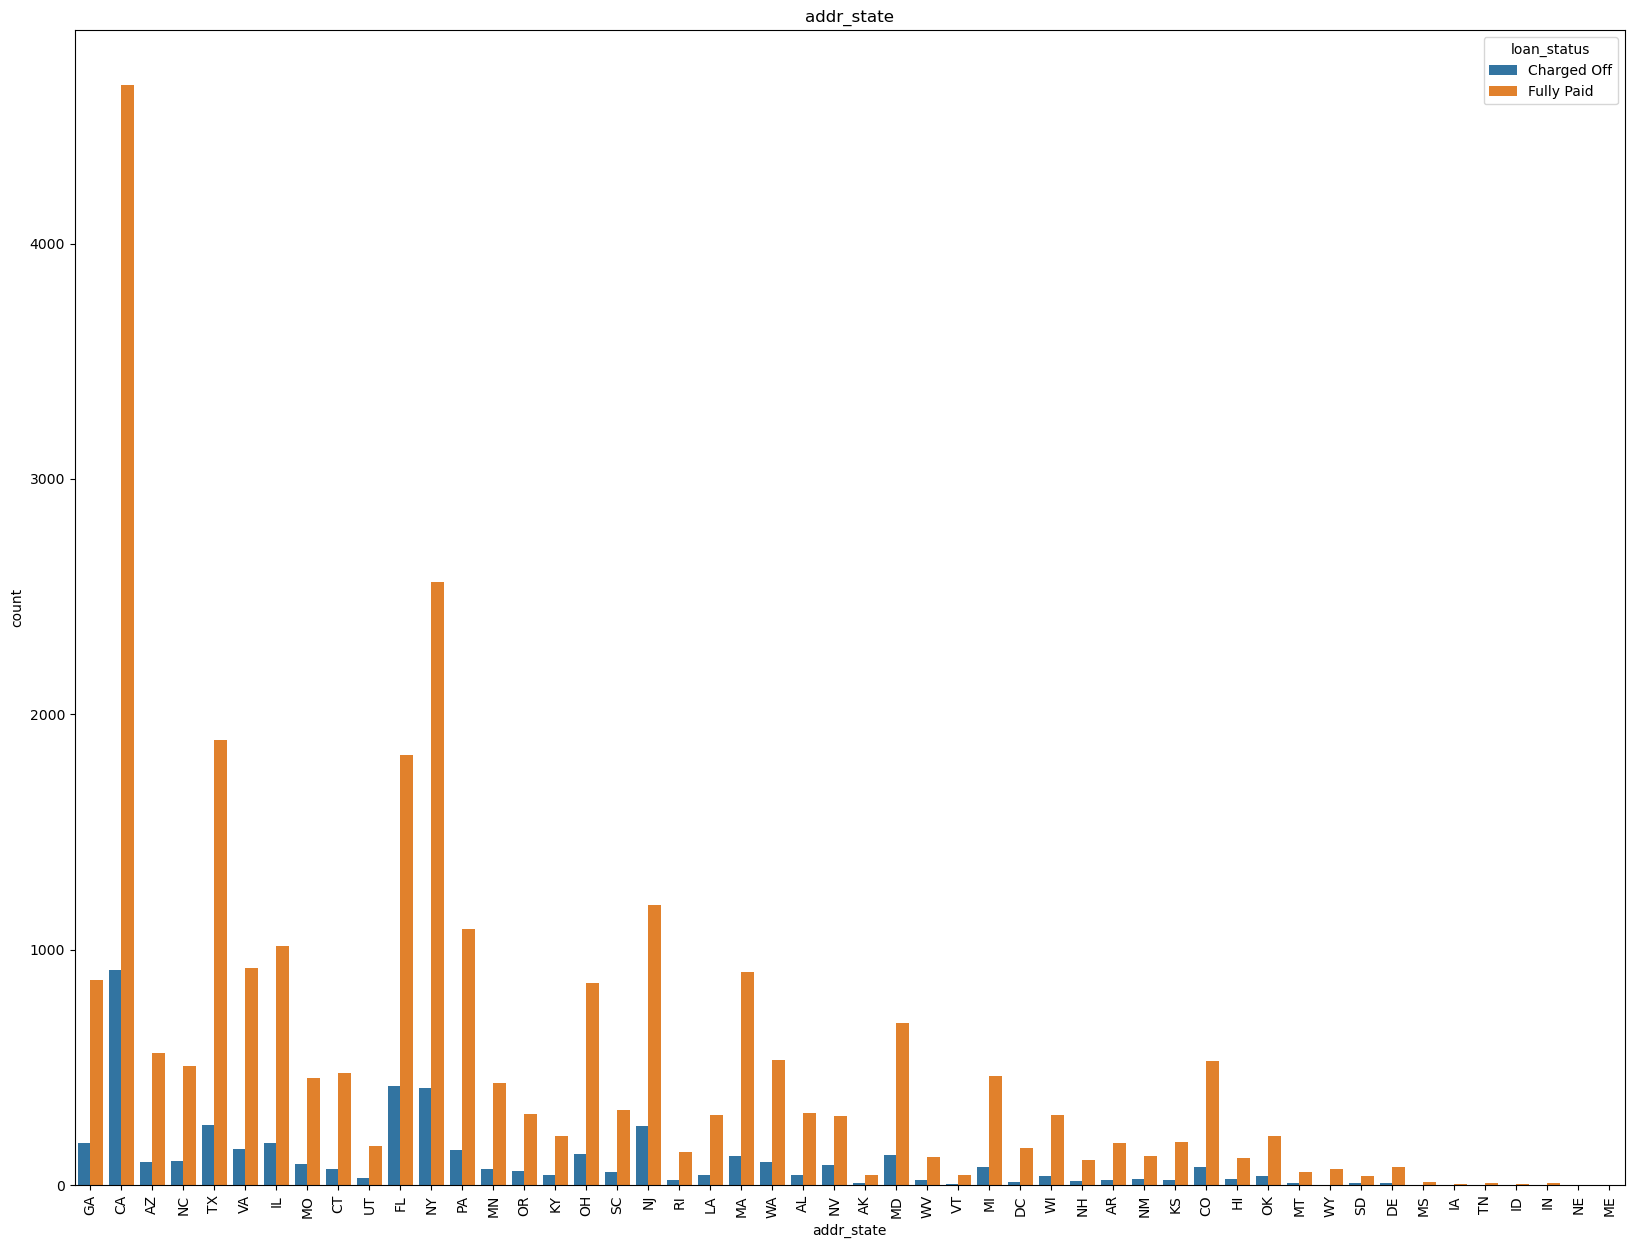 addr_state
loan_status
Charged Off
Fully Paid
4000
3000
2000
1000
0
count
GA CA AZ NC TX VA IL MO CT UT FL NY PA MN OR KY OH SC NJ RI LA MA WA AL NV AK MD WV VT MI DC WI NH AR NM KS CO HI OK MT WY SD DE MS IA TN ID IN NE ME
addr_state